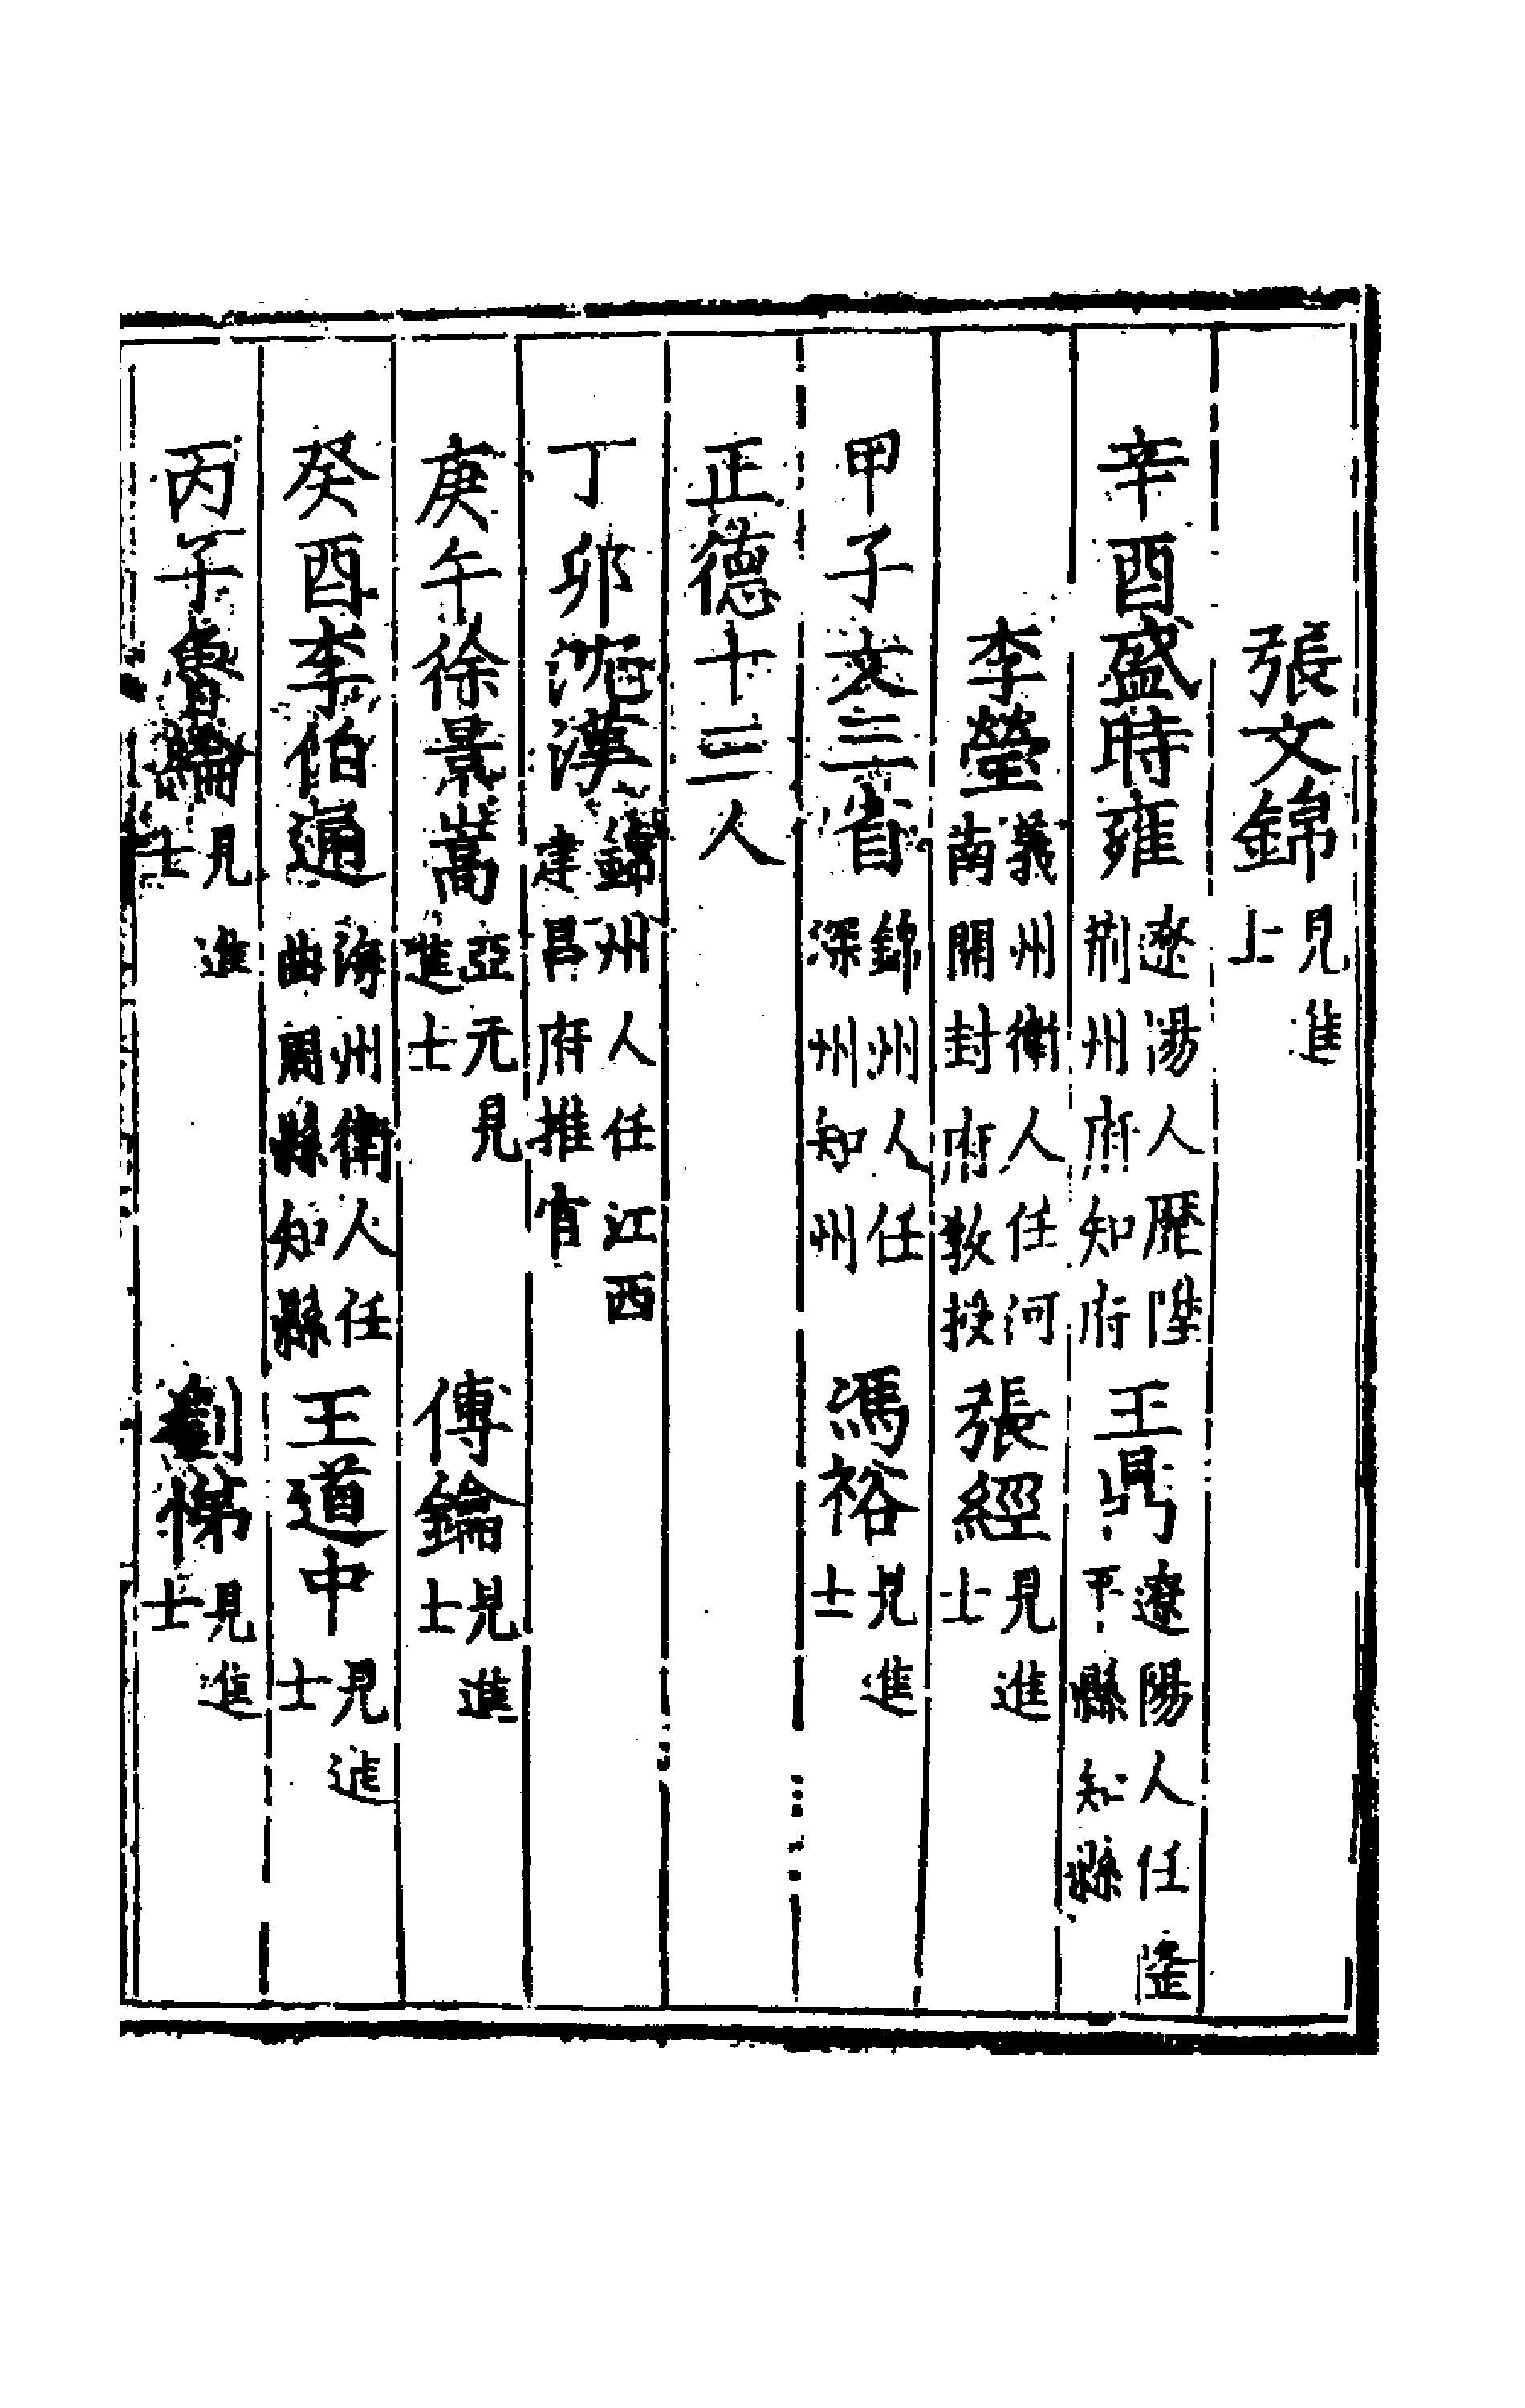 張文錦見進士
辛酉盛時雍遼陽人歷陞荆州府知府 王鼎遼陽人任隆平縣知縣
李瑩義州衛人任河南開封府教授 張經見進士
甲子文三省錦州人任深州知州 馮裕見進士
正德十三人
丁卯 漢錦州人任江西建昌府推官
庚午徐景嵩亞元見進士 傅鑰見進士
癸酉李伯通海州衛人任曲周縣知縣 王道中見進士
丙子魯綸見進士 劉悌見進士